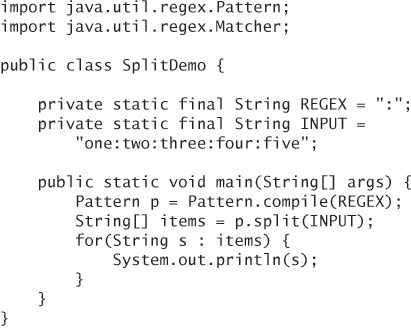 import java.util.regex.Pattern;
import java.util.regex.Matcher;

public class SplitDemo {

    private static final String REGEX = ":";
    private static final String INPUT =
        "one:two:three:four:five";

    public static void main(String[] args) {
        Pattern p = Pattern.compile(REGEX);
        String[] items = p.split(INPUT);
        for(String s : items) {
            System.out.println(s);
        }
    }
}